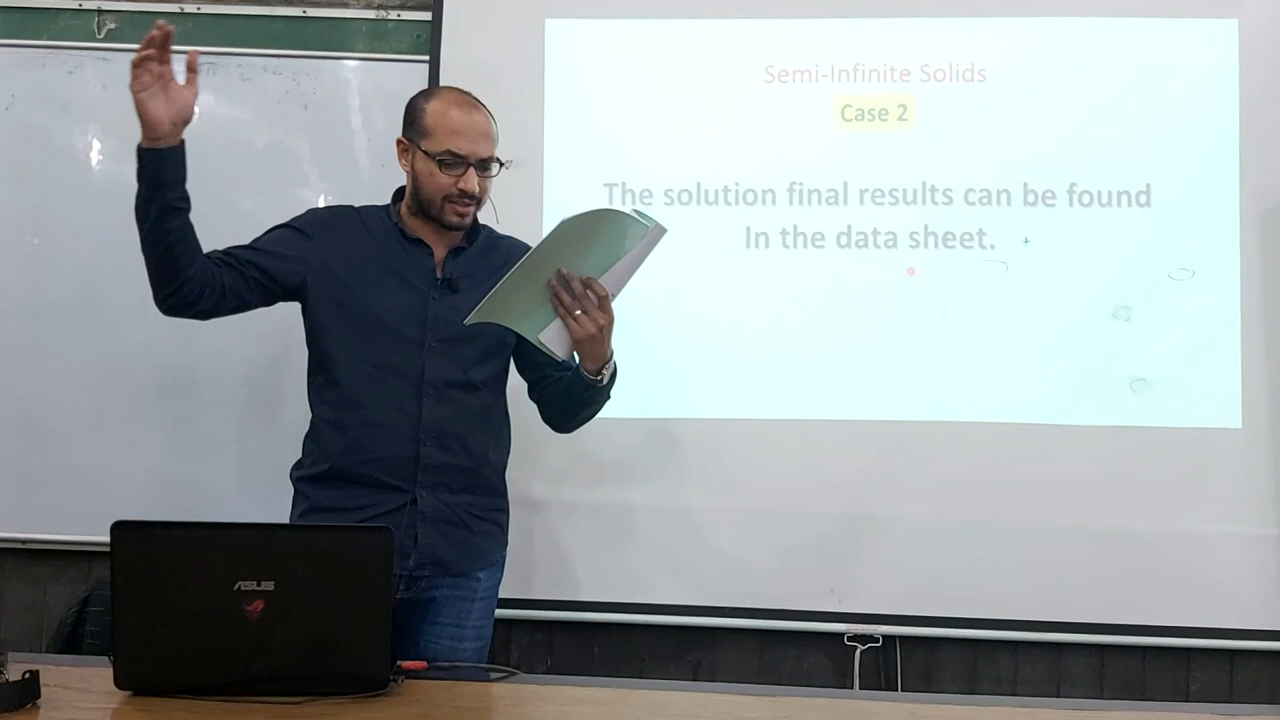 Semi-Infinite Solids
Case 2
The solution final results can be found
In the data sheet.
ASUS